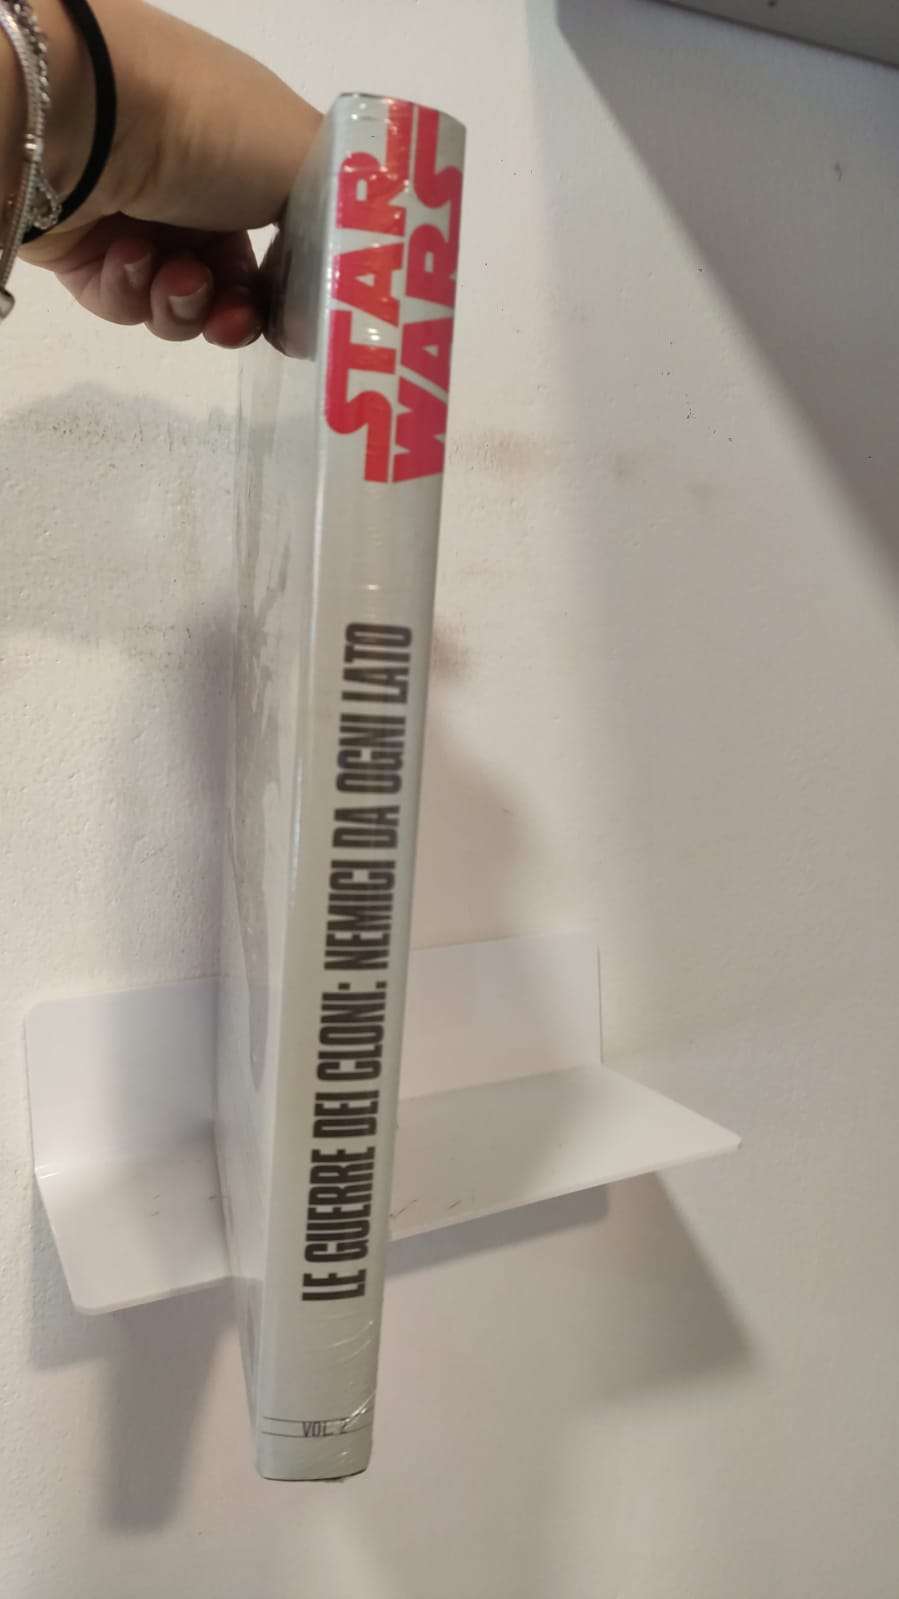 STAR
WARS
LE GUERRE DEI CLONI: NEMICI DA OGNI LATO
VOL. 2